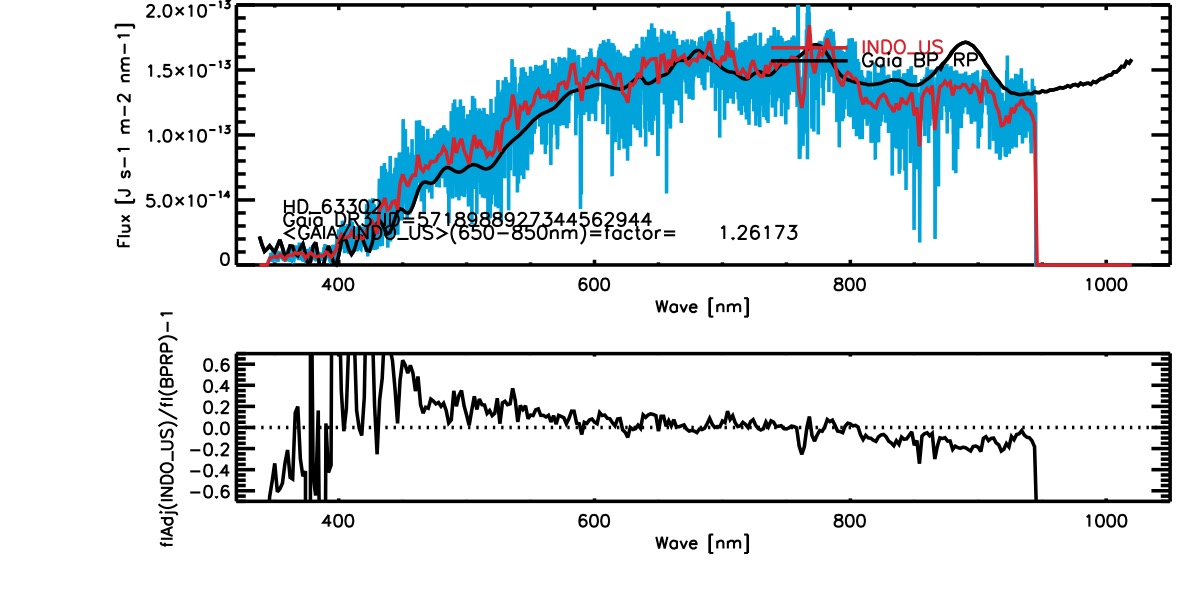 2.0×10⁻¹³
1.5×10⁻¹³
1.0×10⁻¹³
5.0×10⁻¹⁴
0
Flux [J s−1 m−2 nm−1]
INDO_US
Gaia BP_RP
HD_63302
Gaia DR3 ID=5718988927344562944
<GAIA/INDO_US>(650-850nm)=factor= 1.26173
400 600 800 1000
Wave [nm]
flAdj(INDO_US)/fl(BPRP)−1
0.6
0.4
0.2
0.0
−0.2
−0.4
−0.6
400 600 800 1000
Wave [nm]